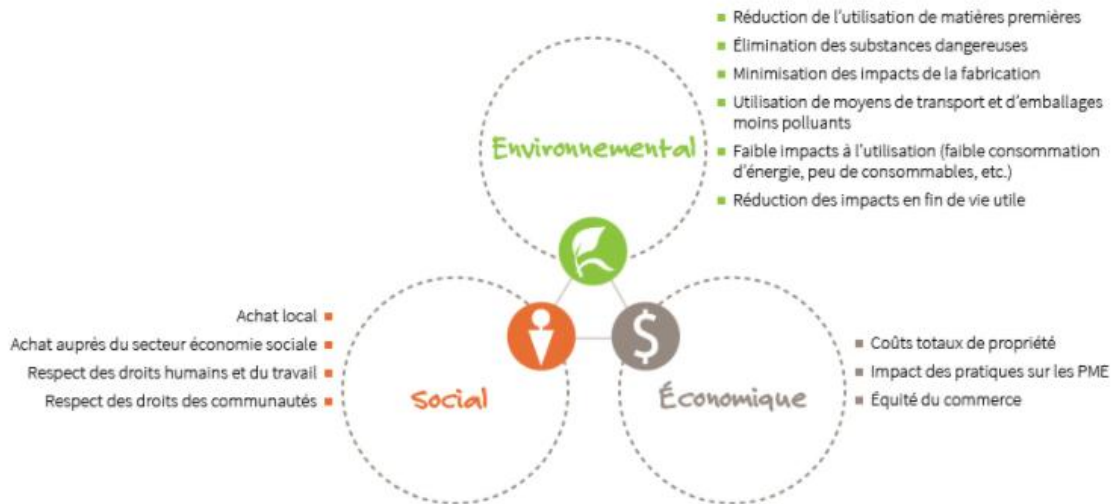 Réduction de l'utilisation de matières premières
Élimination des substances dangereuses
Minimisation des impacts de la fabrication
Utilisation de moyens de transport et d'emballages
moins polluants
Faible impacts à l'utilisation (faible consommation
d'énergie, peu de consommables, etc.)
Réduction des impacts en fin de vie utile
Environnemental
Achat local
Achat auprès du secteur économie sociale
Respect des droits humains et du travail
Respect des droits des communautés
Social
$
Économique
Coûts totaux de propriété
Impact des pratiques sur les PME
Équité du commerce